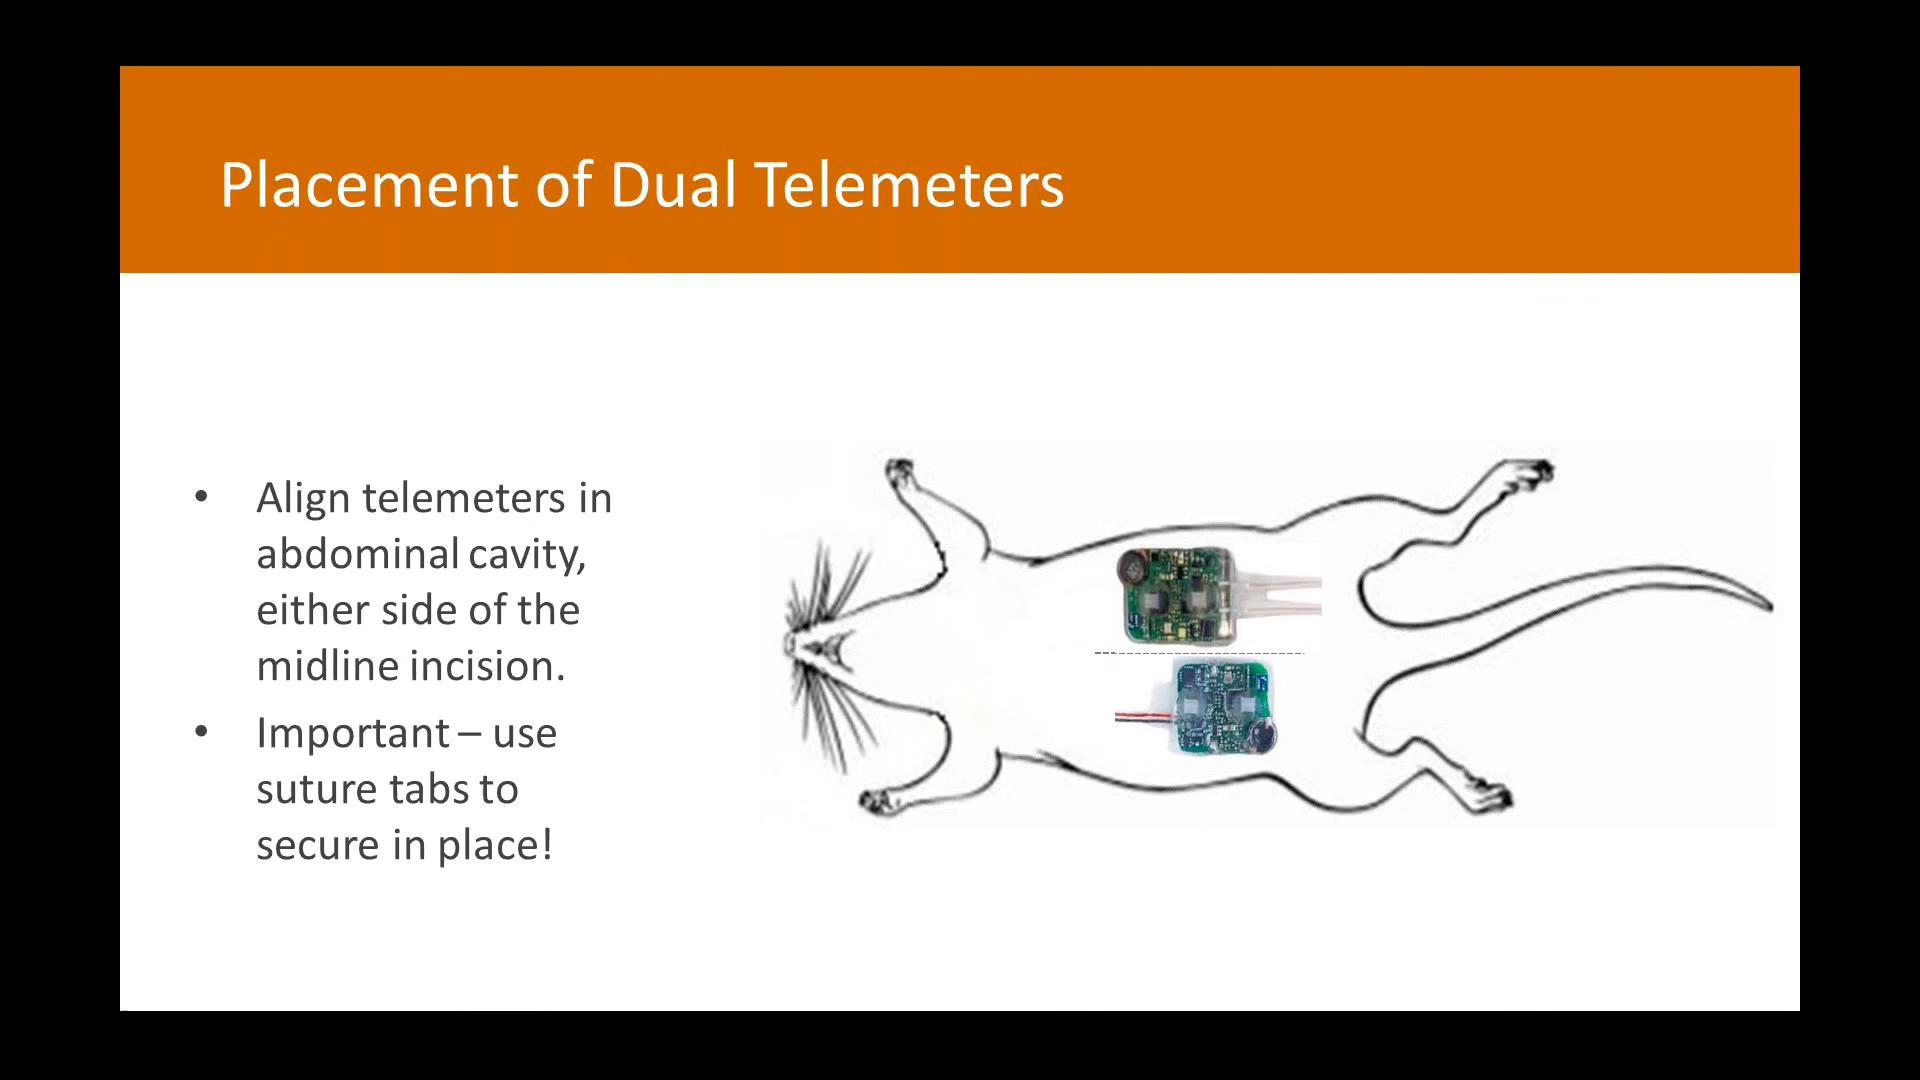 Placement of Dual Telemeters
• Align telemeters in
abdominal cavity,
either side of the
midline incision.
• Important – use
suture tabs to
secure in place!